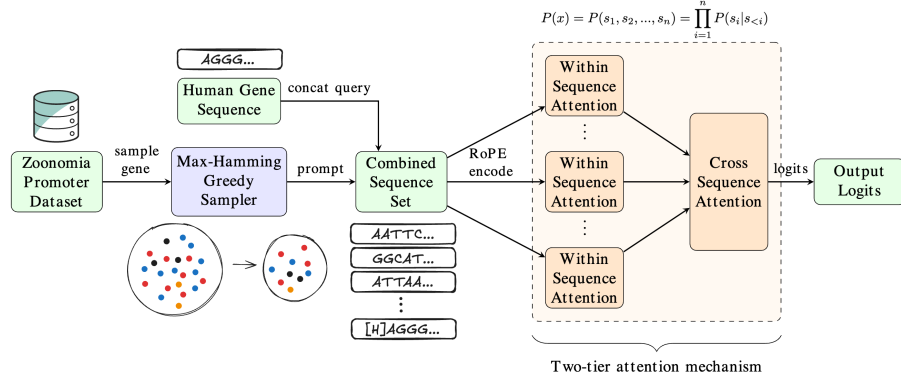 P(x) = P(s₁, s₂, ..., sₙ) = ∏ⁿᵢ₌₁ P(sᵢ|s<ᵢ)
AGGG...
Human Gene
Sequence
concat query
Zoonomia
Promoter
Dataset
sample
gene
Max-Hamming
Greedy
Sampler
prompt
Combined
Sequence
Set
RoPE
encode
Within
Sequence
Attention
⋮
Within
Sequence
Attention
⋮
Within
Sequence
Attention
Cross
Sequence
Attention
logits
Output
Logits
AATTC...
GGCAT...
ATTAA...
⋮
[H]AGGG...
Two-tier attention mechanism